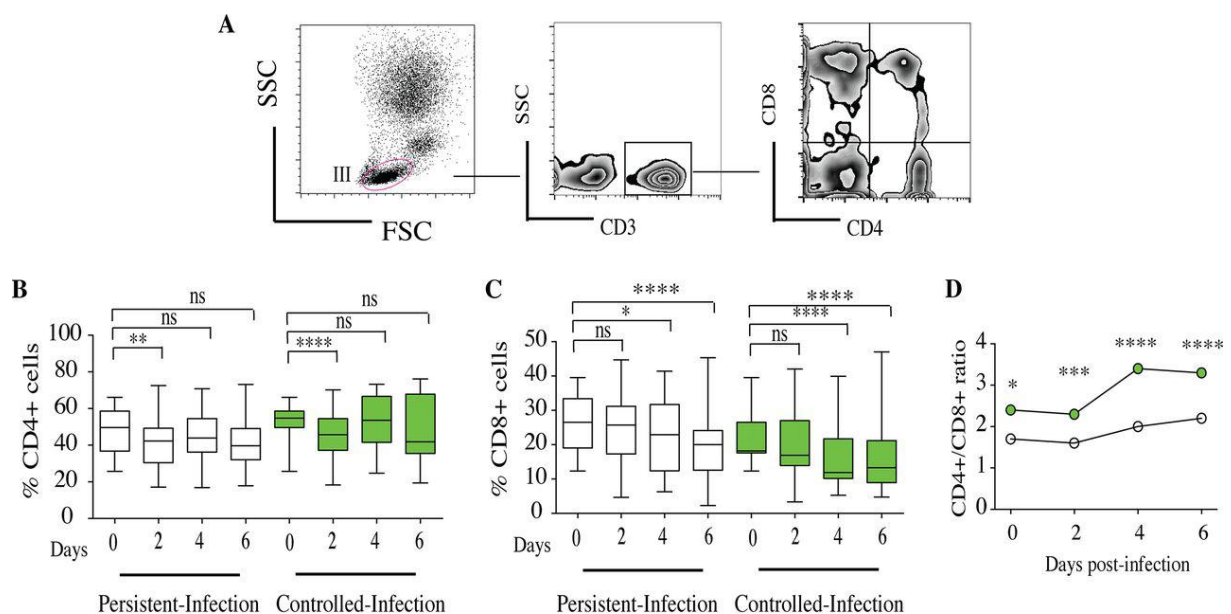 A
SSC
III
FSC
SSC
CD3
CD8
CD4
B
ns
ns
**
ns
ns
****
100
80
60
40
20
0
% CD4+ cells
Days
0 2 4 6 0 2 4 6
Persistent-Infection Controlled-Infection
C
****
*
ns
****
****
ns
50
40
30
20
10
0
% CD8+ cells
Days
0 2 4 6 0 2 4 6
Persistent-Infection Controlled-Infection
D
* *** **** ****
4
3
2
1
0
CD4+/CD8+ ratio
0 2 4 6
Days post-infection